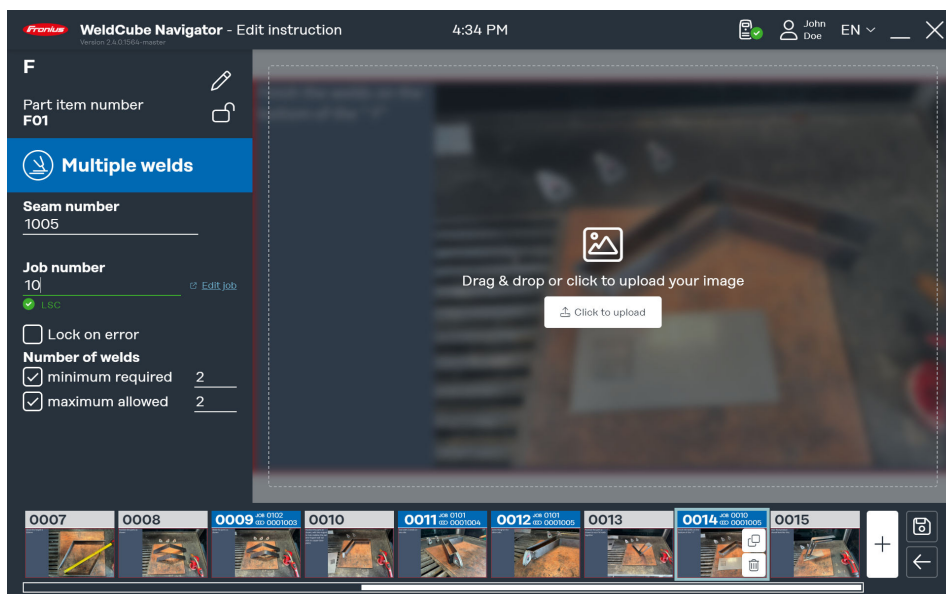 Fronius WeldCube Navigator - Edit instruction 4:34 PM John Doe EN
Version 2.4.0.1564-master
F
Part item number
F01
Multiple welds
Seam number
1005
Job number
10 Edit job
LSC
Lock on error
Number of welds
minimum required 2
maximum allowed 2
Drag & drop or click to upload your image
Click to upload
0007 0008 0009 JOB 0102 0001003 0010 0011 JOB 0101 0001004 0012 JOB 0101 0001005 0013 0014 JOB 0010 0001005 0015